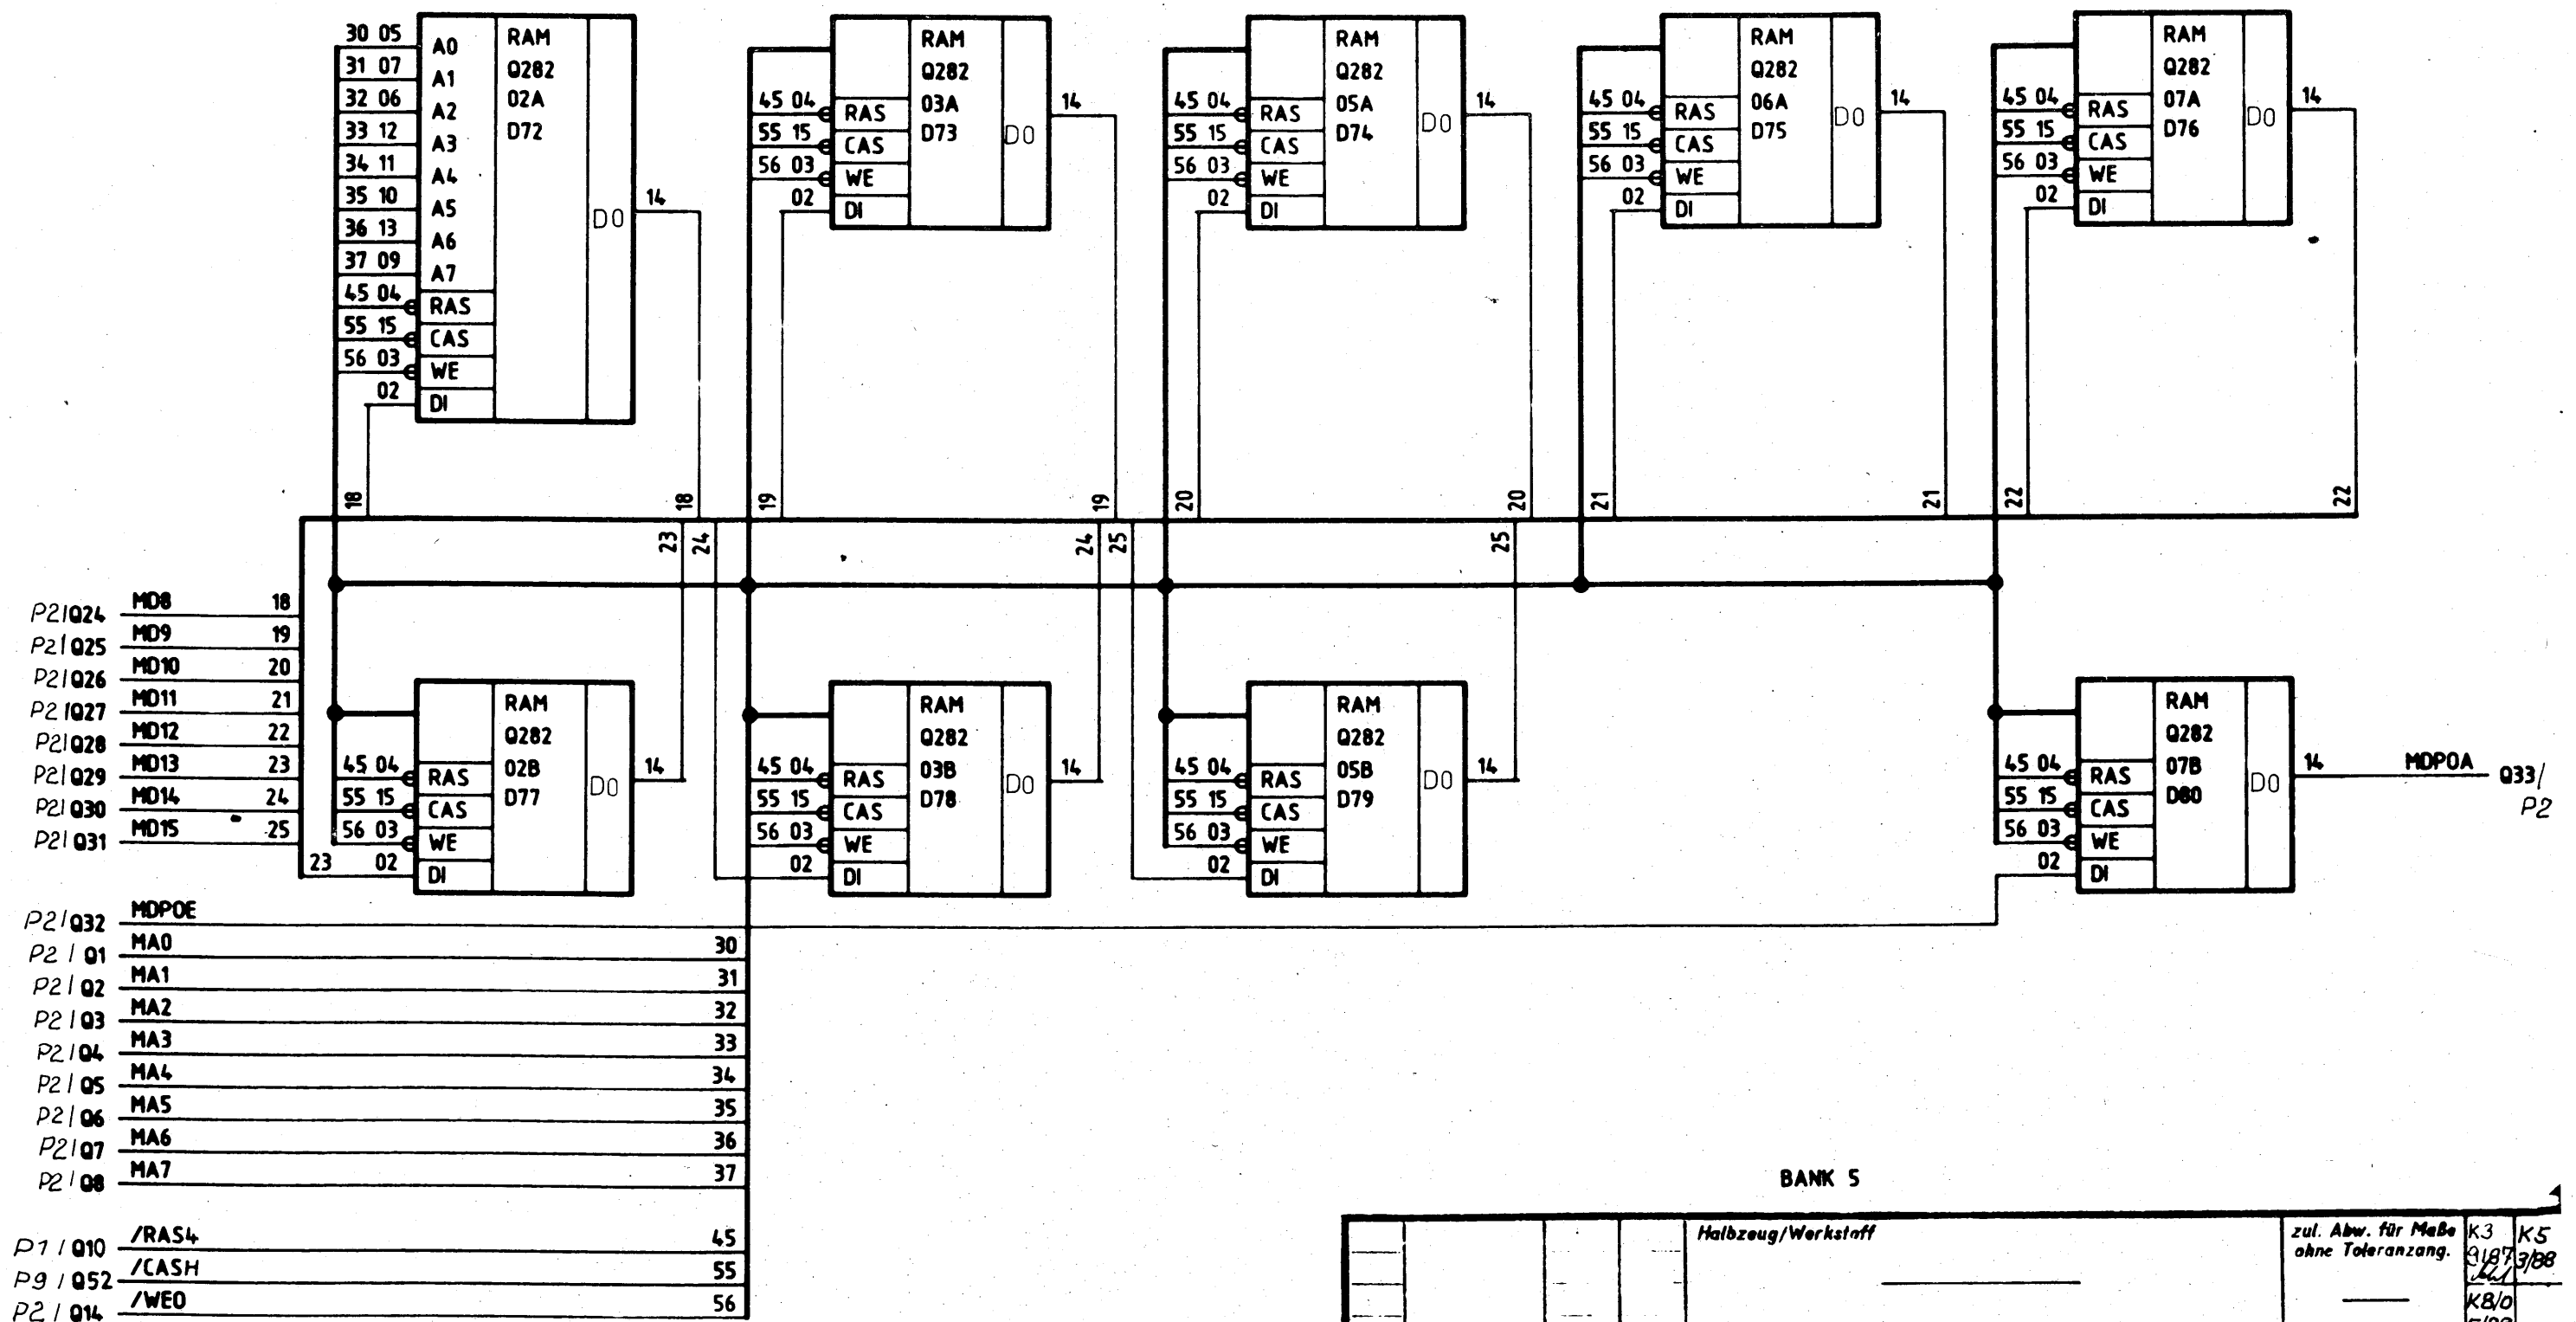 30 05 A0
31 07 A1
32 06 A2
33 12 A3
34 11 A4
35 10 A5
36 13 A6
37 09 A7
45 04 RAS
55 15 CAS
56 03 WE
02 DI
RAM
Q282
02A
D72
DO
14
18
18
45 04 RAS
55 15 CAS
56 03 WE
02 DI
RAM
Q282
03A
D73
DO
14
19
19
45 04 RAS
55 15 CAS
56 03 WE
02 DI
RAM
Q282
05A
D74
DO
14
20
20
45 04 RAS
55 15 CAS
56 03 WE
02 DI
RAM
Q282
06A
D75
DO
14
21
21
45 04 RAS
55 15 CAS
56 03 WE
02 DI
RAM
Q282
07A
D76
DO
14
22
22
23
24
24
25
25
P2/Q24 MD8 18
P2/Q25 MD9 19
P2/Q26 MD10 20
P2/Q27 MD11 21
P2/Q28 MD12 22
P2/Q29 MD13 23
P2/Q30 MD14 24
P2/Q31 MD15 25
45 04 RAS
55 15 CAS
56 03 WE
23 02 DI
RAM
Q282
02B
D77
DO
14
45 04 RAS
55 15 CAS
56 03 WE
02 DI
RAM
Q282
03B
D78
DO
14
45 04 RAS
55 15 CAS
56 03 WE
02 DI
RAM
Q282
05B
D79
DO
14
45 04 RAS
55 15 CAS
56 03 WE
02 DI
RAM
Q282
07B
D80
DO
14
MDPOA Q33/
P2
P2/Q32 MDPOE
P2/Q1 MA0 30
P2/Q2 MA1 31
P2/Q3 MA2 32
P2/Q4 MA3 33
P2/Q5 MA4 34
P2/Q6 MA5 35
P2/Q7 MA6 36
P2/Q8 MA7 37
P1/Q10 /RAS4 45
P9/Q52 /CASH 55
P2/Q14 /WE0 56
BANK 5
Halbzeug/Werkstoff
zul. Abw. für Maße
ohne Toleranzang.
K3
9/87
K5
3/88
K8/0